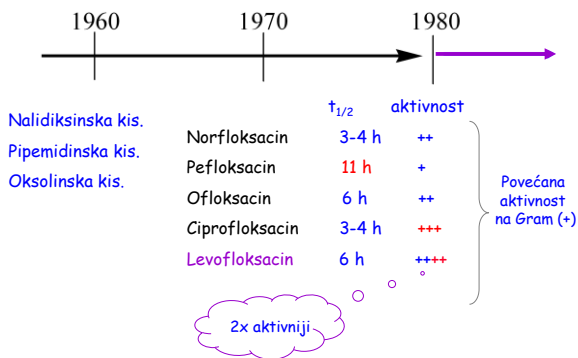 1960 1970 1980
t1/2 aktivnost
Nalidiksinska kis.
Pipemidinska kis.
Oksolinska kis.
Norfloksacin 3-4 h ++
Pefloksacin 11 h +
Ofloksacin 6 h ++
Ciprofloksacin 3-4 h +++
Levofloksacin 6 h ++++
Povećana
aktivnost
na Gram (+)
2x aktivniji